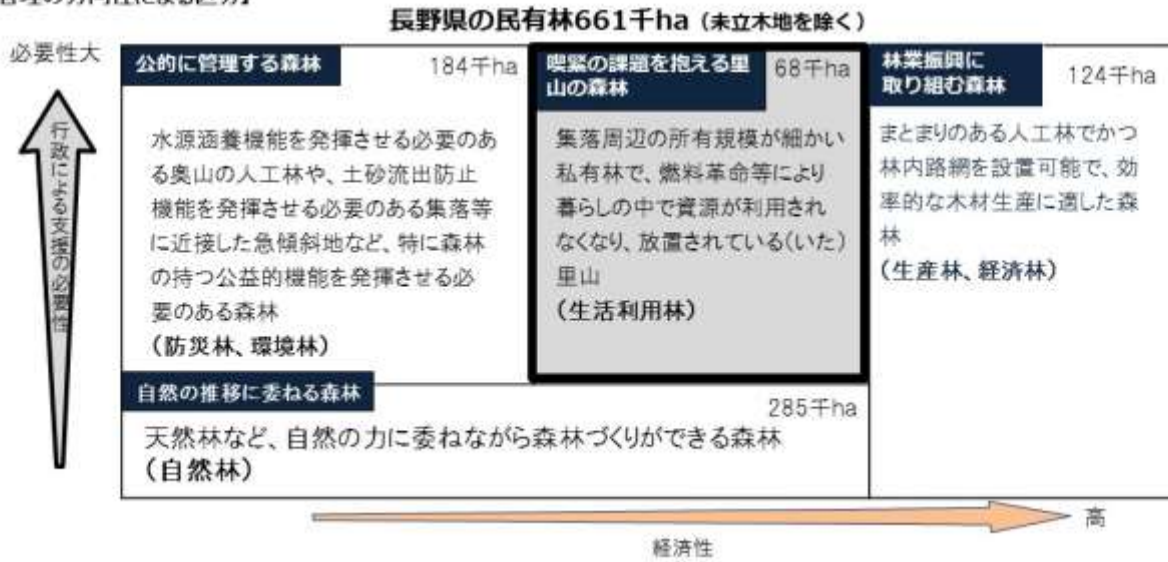 長野県の民有林661千ha（未立木地を除く）
必要性大
行政による支援の必要性
公的に管理する森林
184千ha
水源涵養機能を発揮させる必要のあ
る奥山の人工林や、土砂流出防止
機能を発揮させる必要のある集落等
に近接した急傾斜地など、特に森林
の持つ公益的機能を発揮させる必
要のある森林
（防災林、環境林）
喫緊の課題を抱える里
山の森林
68千ha
集落周辺の所有規模が細かい
私有林で、燃料革命等により
暮らしの中で資源が利用され
なくなり、放置されている(いた)
里山
（生活利用林）
林業振興に
取り組む森林
124千ha
まとまりのある人工林でかつ
林内路網を設置可能で、効
率的な木材生産に適した森
林
（生産林、経済林）
自然の推移に委ねる森林
285千ha
天然林など、自然の力に委ねながら森林づくりができる森林
（自然林）
高
経済性